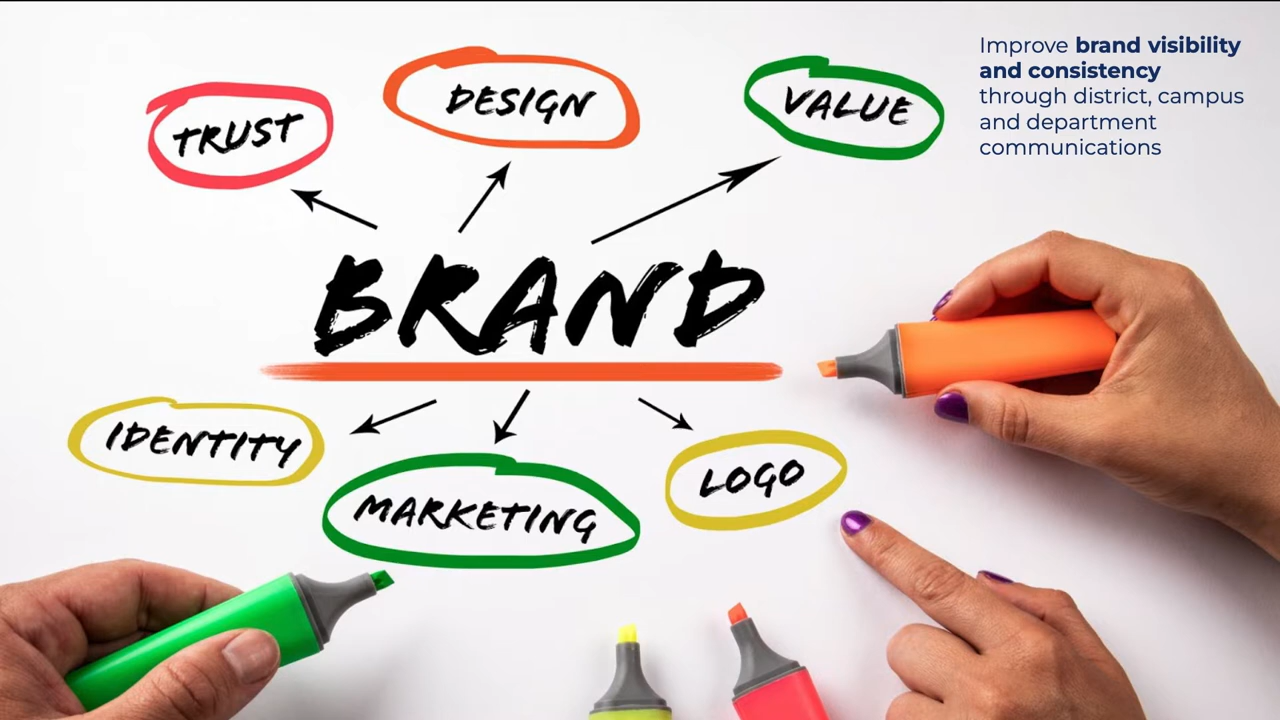 TRUST
DESIGN
VALUE
Improve brand visibility
and consistency
through district, campus
and department
communications
BRAND
IDENTITY
MARKETING
LOGO